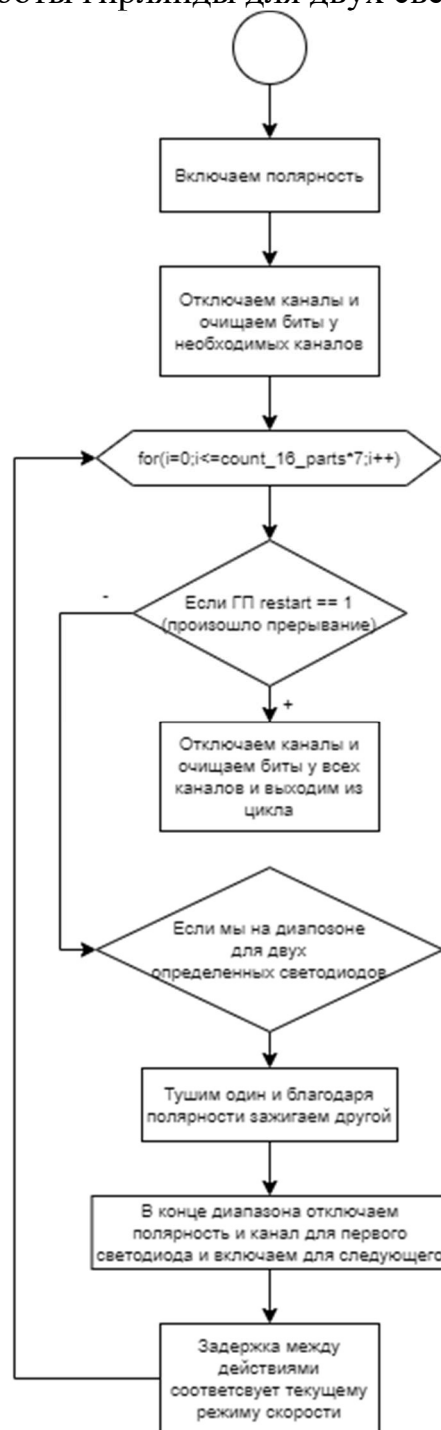 гирлянды для двух
Включаем полярность
Отключаем каналы и
очищаем биты у
необходимых каналов
for(i=0;i<=count_16_parts*7;i++)
-
Если ГП restart == 1
(произошло прерывание)
+
Отключаем каналы и
очищаем биты у всех
каналов и выходим из
цикла
Если мы на диапозоне
для двух
определенных светодиодов
Тушим один и благодаря
полярности зажигаем другой
В конце диапазона отключаем
полярность и канал для первого
светодиода и включаем для следующего
Задержка между
действиями
соответсвует текущему
режиму скорости